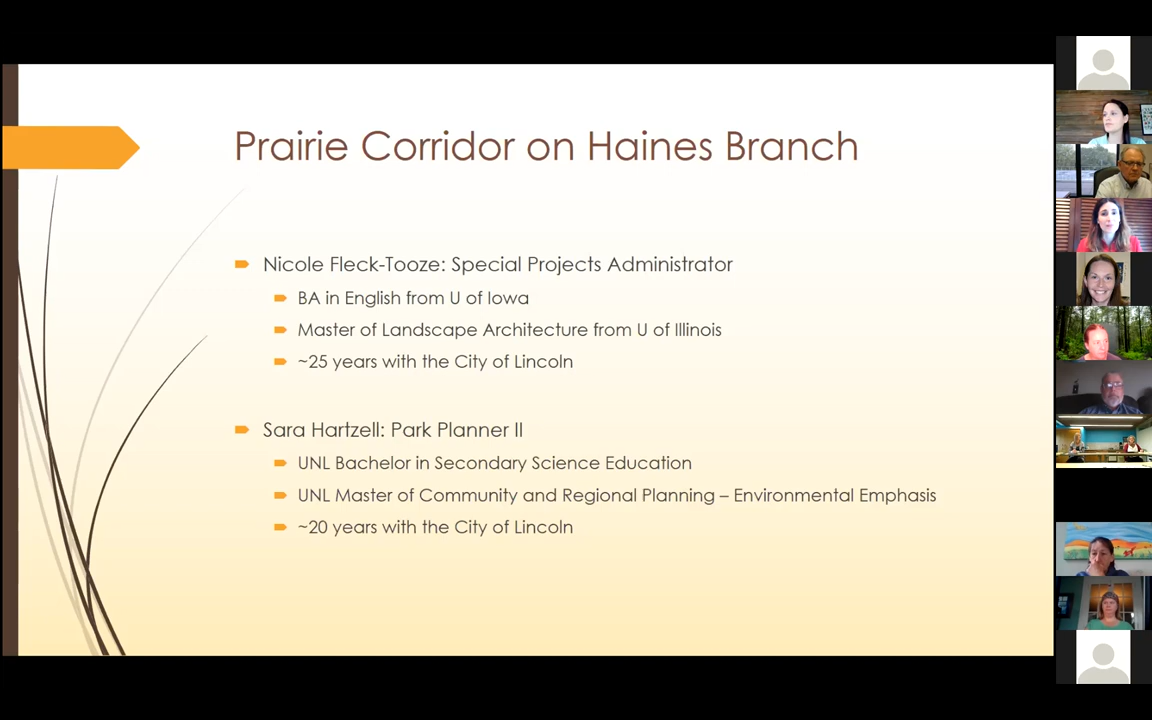 Prairie Corridor on Haines Branch
Nicole Fleck-Tooze: Special Projects Administrator
BA in English from U of Iowa
Master of Landscape Architecture from U of Illinois
~25 years with the City of Lincoln
Sara Hartzell: Park Planner II
UNL Bachelor in Secondary Science Education
UNL Master of Community and Regional Planning – Environmental Emphasis
~20 years with the City of Lincoln